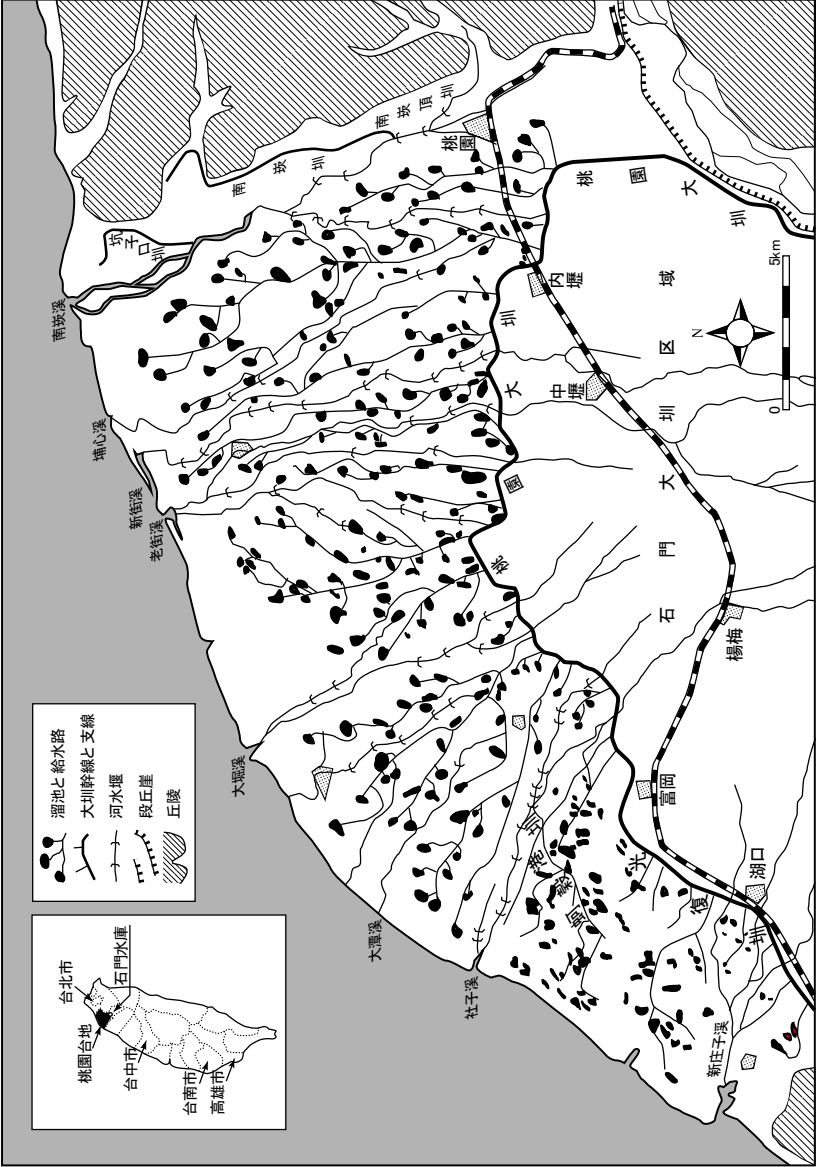 南崁溪
埔心溪
新街溪
老街溪
大堀溪
大潭溪
社子溪
新庄子溪
坑子口圳
南崁圳
南崁頂圳
桃園
内壢
中壢
楊梅
富岡
湖口
桃園大圳
桃園大圳
石門大圳区域
光復圳
N
0
5km
溜池と給水路
大圳幹線と支線
河水堰
段丘崖
丘陵
台北市
石門水庫
桃園台地
台中市
台南市
高雄市